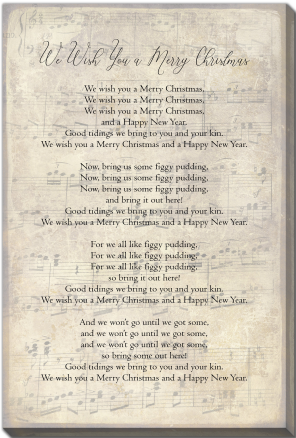 We Wish You a Merry Christmas
We wish you a Merry Christmas,
We wish you a Merry Christmas,
We wish you a Merry Christmas,
and a Happy New Year.
Good tidings we bring to you and your kin.
We wish you a Merry Christmas and a Happy New Year.
Now, bring us some figgy pudding,
Now, bring us some figgy pudding,
Now, bring us some figgy pudding,
and bring it out here!
Good tidings we bring to you and your kin.
We wish you a Merry Christmas and a Happy New Year.
For we all like figgy pudding,
For we all like figgy pudding,
For we all like figgy pudding,
so bring it out here!
Good tidings we bring to you and your kin.
We wish you a Merry Christmas and a Happy New Year.
And we won't go until we got some,
and we won't go until we got some,
and we won't go until we got some,
so bring some out here!
Good tidings we bring to you and your kin.
We wish you a Merry Christmas and a Happy New Year.